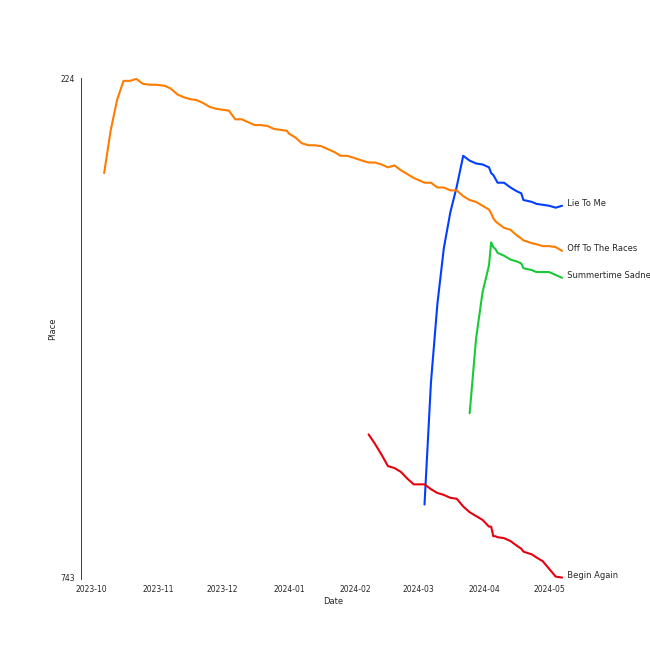 224
Lie To Me
Off To The Races
Summertime Sadne
Place
Begin Again
743
2023-10 2023-11 2023-12 2024-01 2024-02 2024-03 2024-04 2024-05
Date